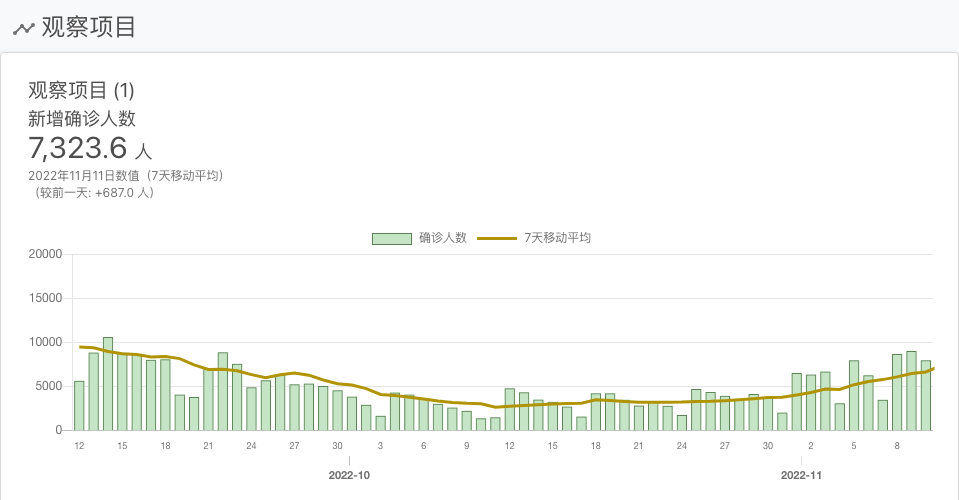 观察项目
观察项目 (1)
新增确诊人数
7,323.6 人
2022年11月11日数值（7天移动平均）
（较前一天: +687.0 人）
确诊人数 7天移动平均
20000
15000
10000
5000
0
12 15 18 21 24 27 30 3 6 9 12 15 18 21 24 27 30 2 5 8
2022-10 2022-11